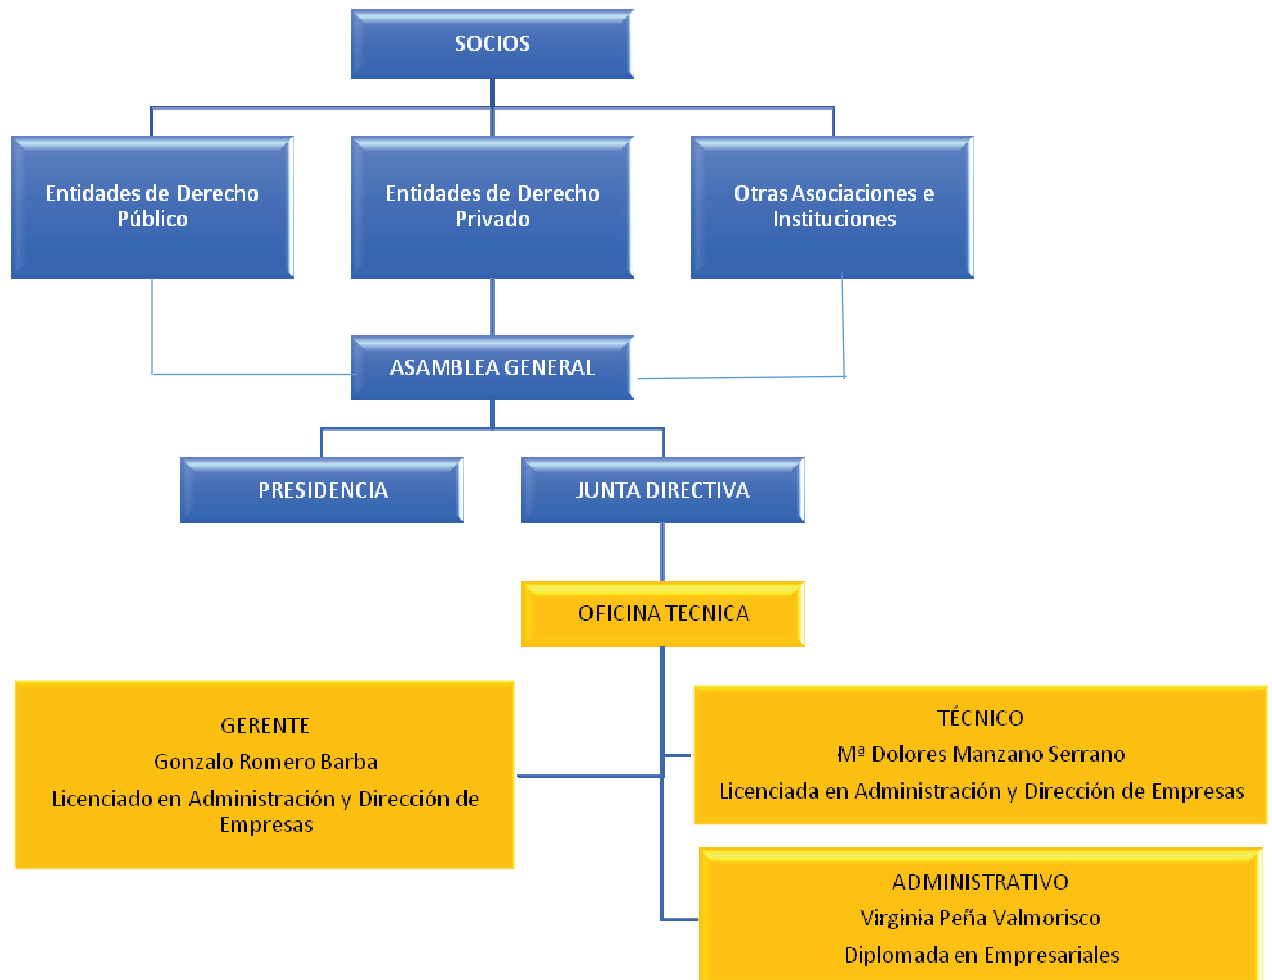 SOCIOS
Entidades de Derecho
Público
Entidades de Derecho
Privado
Otras Asociaciones e
Instituciones
ASAMBLEA GENERAL
PRESIDENCIA
JUNTA DIRECTIVA
OFICINA TECNICA
GERENTE
Gonzalo Romero Barba
Licenciado en Administración y Dirección de
Empresas
TÉCNICO
Mª Dolores Manzano Serrano
Licenciada en Administración y Dirección de Empresas
ADMINISTRATIVO
Virginia Peña Valmorisco
Diplomada en Empresariales